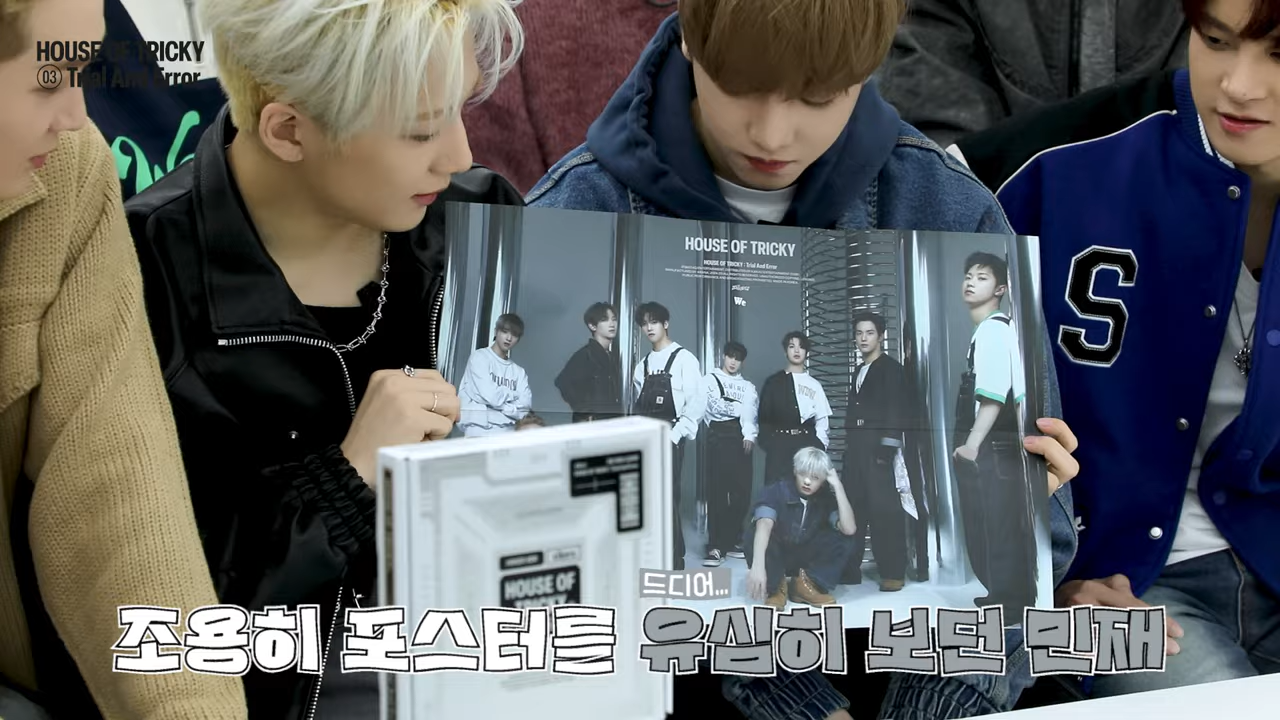 HOUSE OF TRICKY
03 Trial And Error
S
HOUSE OF TRICKY
HOUSE OF TRICKY : Trial And Error
We
HOUSE OF
TRICKY
드디어...
조용히 포스터를 유심히 보던 민재